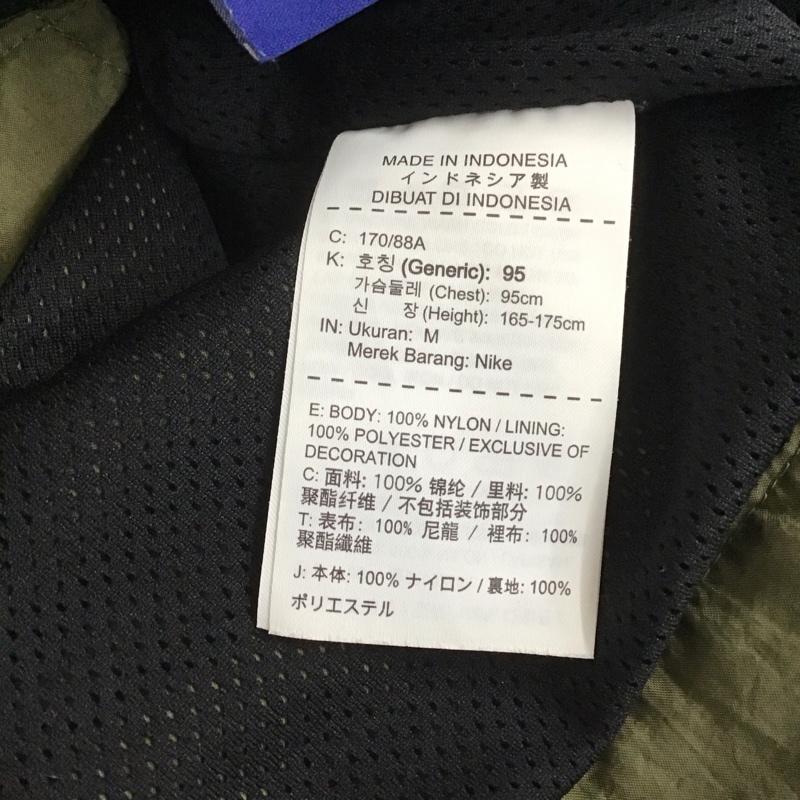 MADE IN INDONESIA
インドネシア製
DIBUAT DI INDONESIA
C: 170/88A
K: 호칭 (Generic): 95
가슴둘레 (Chest): 95cm
신 장 (Height): 165-175cm
IN: Ukuran: M
Merek Barang: Nike
E: BODY: 100% NYLON / LINING:
100% POLYESTER / EXCLUSIVE OF
DECORATION
C: 面料: 100% 锦纶 / 里料: 100%
聚酯纤维 / 不包括装饰部分
T: 表布: 100% 尼龍 / 裡布: 100%
聚酯纖維
J: 本体: 100% ナイロン / 裏地: 100%
ポリエステル